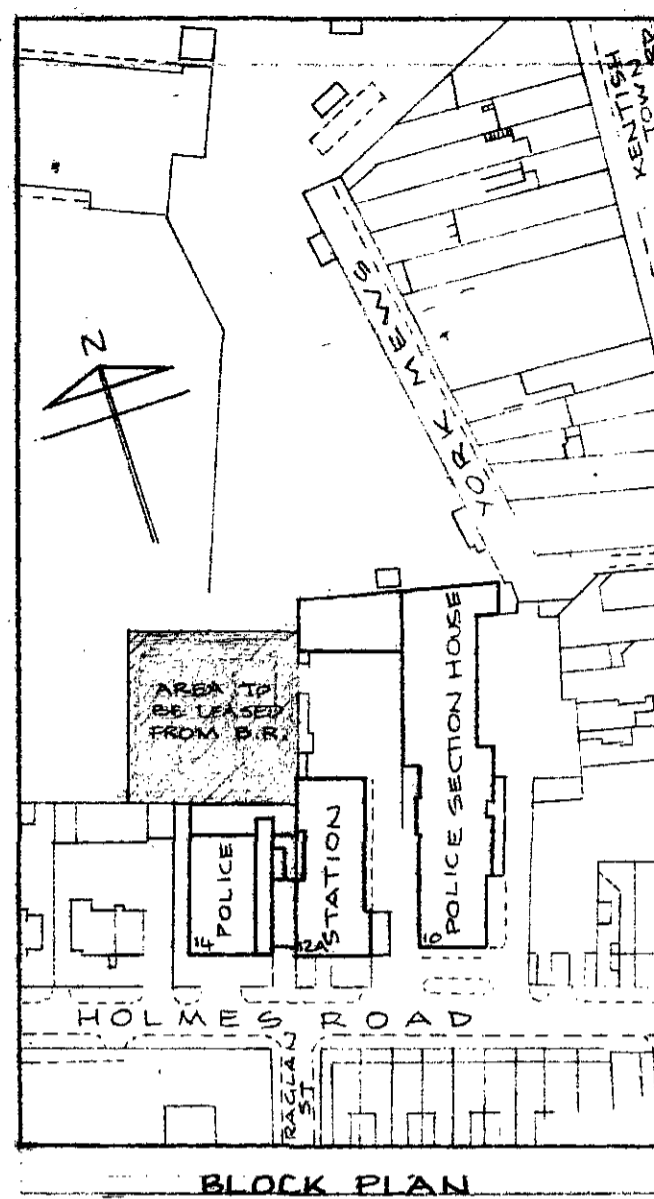 KENTISH
TOWN RD
N
YORK MEWS
AREA TO
BE LEASED
FROM B.R.
POLICE SECTION HOUSE
POLICE
STATION
14
12A
10
HOLMES ROAD
RAGLAN
ST
BLOCK PLAN